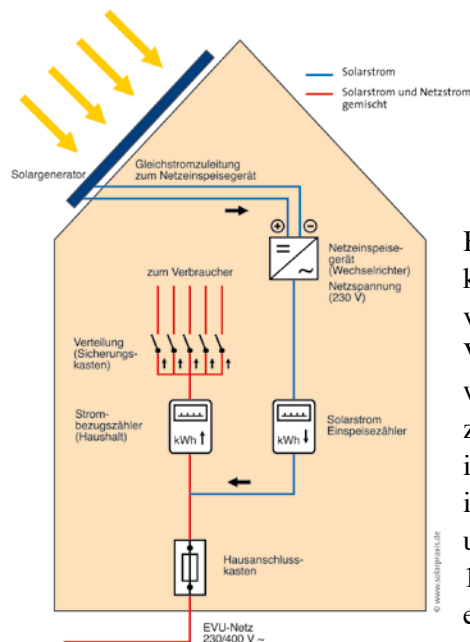 Solarstrom
Solarstrom und Netzstrom
gemischt
Solargenerator
Gleichstromzuleitung
zum Netzeinspeisegerät
Netzeinspeise-
gerät
(Wechselrichter)
Netzspannung
(230 V)
zum Verbraucher
Verteilung
(Sicherungs-
kasten)
Strom-
bezugszähler
(Haushalt)
kWh
kWh
Solarstrom
Einspeisezähler
Hausanschluss-
kasten
EVU-Netz
230/400 V ~
© www.solarpraxis.de